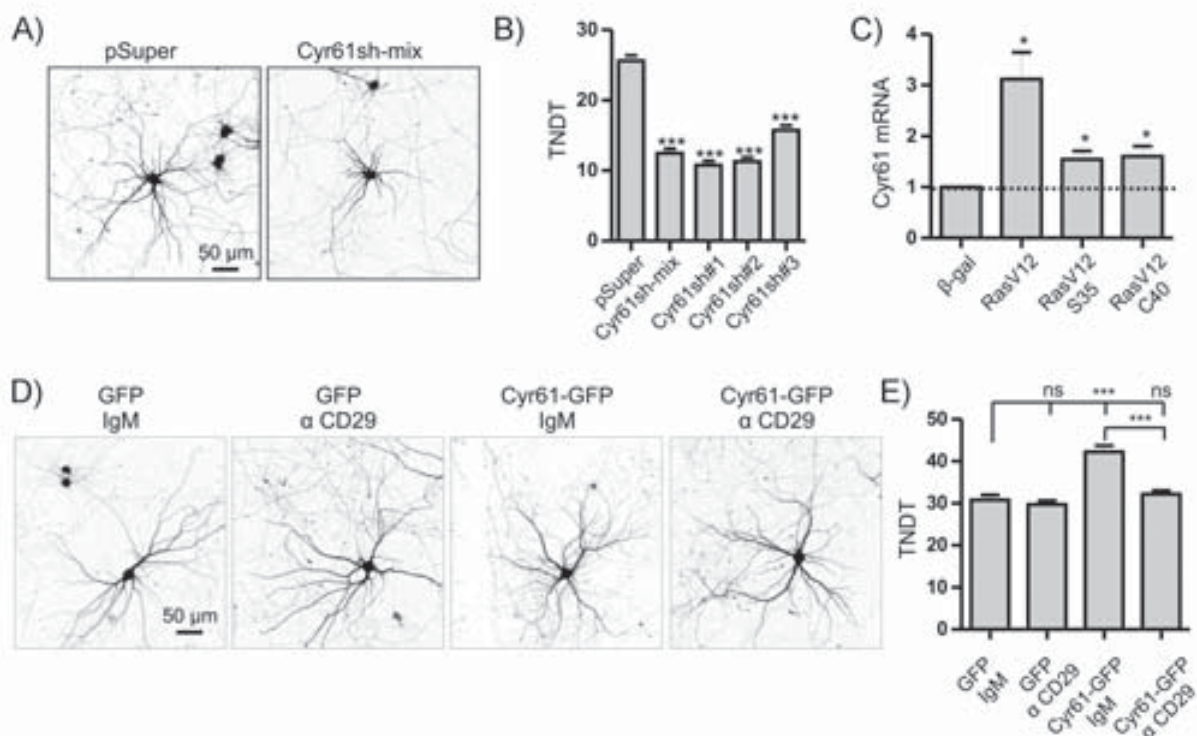 A)
pSuper
Cyr61sh-mix
50 µm
B)
TNDT
30
20
10
0
pSuper
Cyr61sh-mix
Cyr61sh#1
Cyr61sh#2
Cyr61sh#3
***
***
***
***
C)
Cyr61 mRNA
4
3
2
1
0
*
*
*
β-gal
RasV12
RasV12
S35
RasV12
C40
D)
GFP
IgM
GFP
α CD29
Cyr61-GFP
IgM
Cyr61-GFP
α CD29
50 µm
E)
ns
***
ns
***
TNDT
50
40
30
20
10
0
GFP
IgM
GFP
α CD29
Cyr61-GFP
IgM
Cyr61-GFP
α CD29